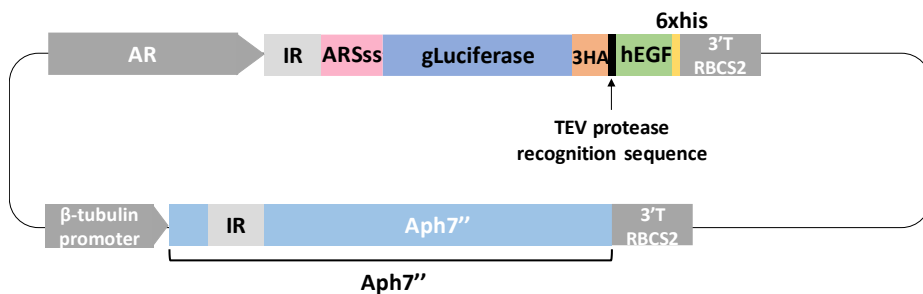 6xhis
AR IR ARSss gLuciferase 3HA hEGF 3'T
RBCS2
TEV protease
recognition sequence
β-tubulin
promoter
IR Aph7'' 3'T
RBCS2
Aph7''